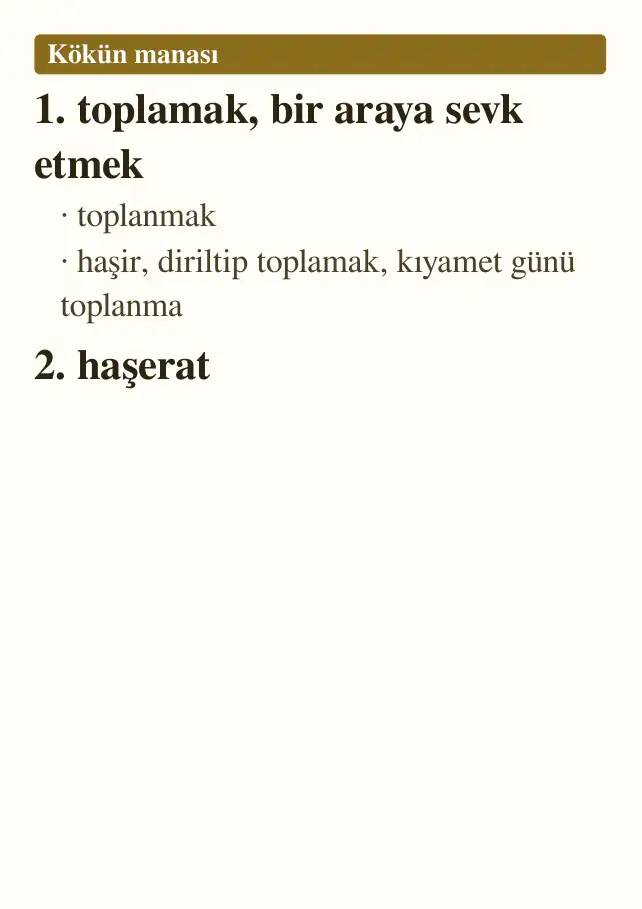 Kökün manası
1. toplamak, bir araya sevk
etmek
· toplanmak
· haşir, diriltip toplamak, kıyamet günü
toplanma
2. haşerat